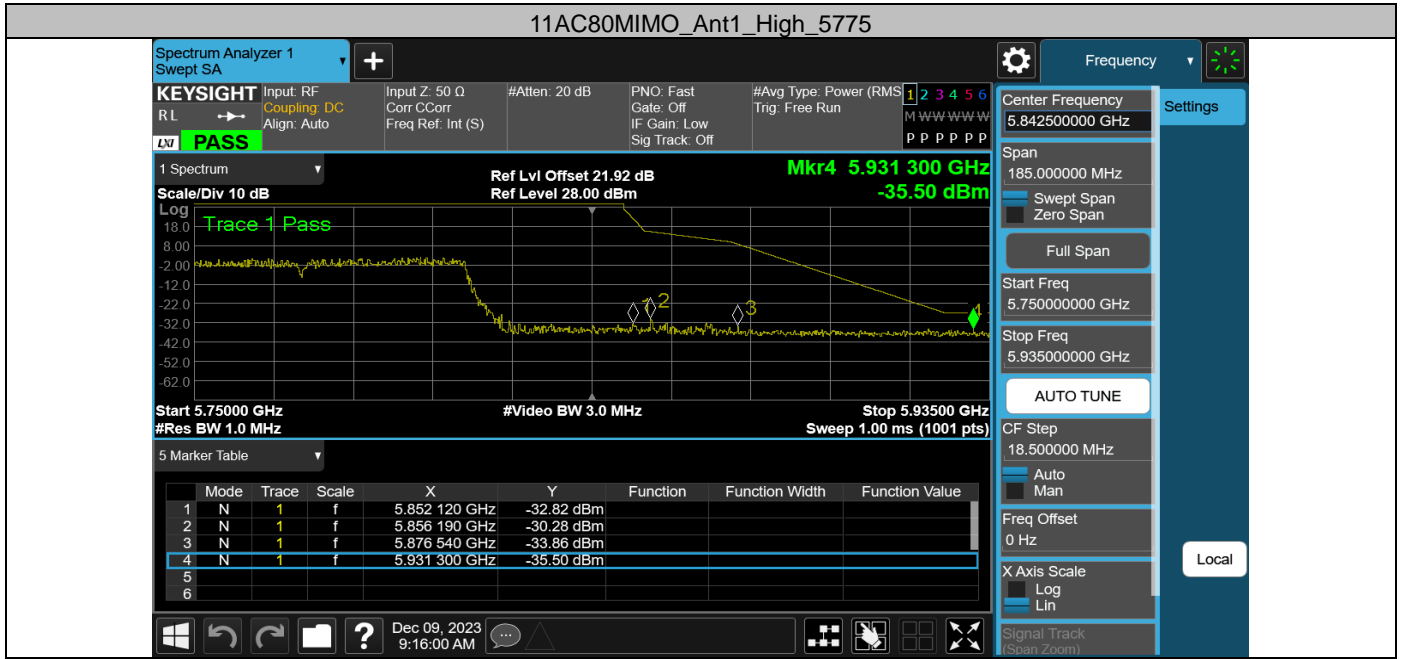 11AC80MIMO_Ant1_High_5775
Spectrum Analyzer 1
Swept SA
+
Frequency
KEYSIGHT
R L
LXI
PASS
Input: RF
Coupling: DC
Align: Auto
Input Z: 50 Ω
Corr CCorr
Freq Ref: Int (S)
#Atten: 20 dB
PNO: Fast
Gate: Off
IF Gain: Low
Sig Track: Off
#Avg Type: Power (RMS
Trig: Free Run
1 2 3 4 5 6
M W W W W W
P P P P P P
1 Spectrum
Scale/Div 10 dB
Ref Lvl Offset 21.92 dB
Ref Level 28.00 dBm
Mkr4 5.931 300 GHz
-35.50 dBm
Log
Trace 1 Pass
18.0
8.00
-2.00
-12.0
-22.0
-32.0
-42.0
-52.0
-62.0
1
2
3
4
Start 5.75000 GHz
#Video BW 3.0 MHz
Stop 5.93500 GHz
#Res BW 1.0 MHz
Sweep 1.00 ms (1001 pts)
5 Marker Table
Mode Trace Scale X Y Function Function Width Function Value
1 N 1 f 5.852 120 GHz -32.82 dBm
2 N 1 f 5.856 190 GHz -30.28 dBm
3 N 1 f 5.876 540 GHz -33.86 dBm
4 N 1 f 5.931 300 GHz -35.50 dBm
5
6
?
Dec 09, 2023
9:16:00 AM
Settings
Center Frequency
5.842500000 GHz
Span
185.000000 MHz
Swept Span
Zero Span
Full Span
Start Freq
5.750000000 GHz
Stop Freq
5.935000000 GHz
AUTO TUNE
CF Step
18.500000 MHz
Auto
Man
Freq Offset
0 Hz
X Axis Scale
Log
Lin
Signal Track
(Span Zoom)
Local